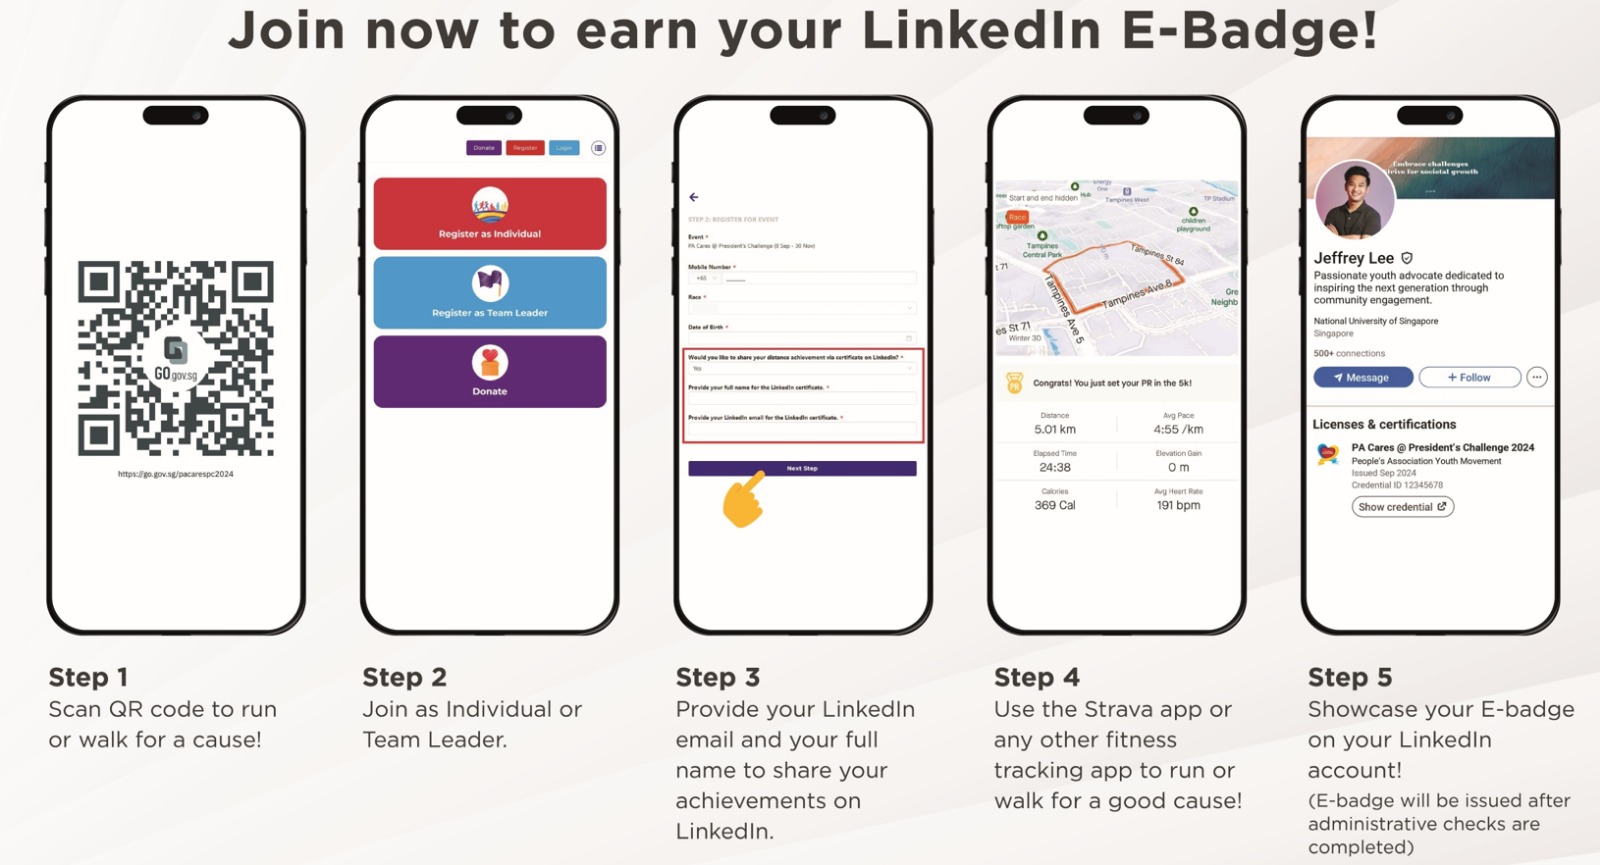 Join now to earn your LinkedIn E-Badge!
GO.gov.sg
https://go.gov.sg/pacarespc2024
Step 1
Scan QR code to run
or walk for a cause!
Donate
Register
Login
Register as Individual
Register as Team Leader
Donate
Step 2
Join as Individual or
Team Leader.
STEP 2: REGISTER FOR EVENT
Event *
PA Cares @ President's Challenge (8 Sep - 30 Nov)
Mobile Number *
+65
Race *
Date of Birth *
Would you like to share your distance achievement via certificate on LinkedIn? *
Yes
Provide your full name for the LinkedIn certificate. *
Provide your LinkedIn email for the LinkedIn certificate. *
Next Step
Step 3
Provide your LinkedIn
email and your full
name to share your
achievements on
LinkedIn.
Start and end hidden
Energy
One
Hub
Tampines West
TP Stadium
Race
children
playground
Tampines
Central Park
Tampines St 84
t 71
Tampines Ave 8
Tampines Ave 5
Gre
Neighb
es St 71
Winter 3D
PR
Congrats! You just set your PR in the 5k!
Distance
5.01 km
Avg Pace
4:55 /km
Elapsed Time
24:38
Elevation Gain
0 m
Calories
369 Cal
Avg Heart Rate
191 bpm
Step 4
Use the Strava app or
any other fitness
tracking app to run or
walk for a good cause!
Embrace challenges
Strive for societal growth
Jeffrey Lee
Passionate youth advocate dedicated to
inspiring the next generation through
community engagement.
National University of Singapore
Singapore
500+ connections
Message
+ Follow
Licenses & certifications
PA Cares @ President's Challenge 2024
People's Association Youth Movement
Issued Sep 2024
Credential ID 12345678
Show credential
Step 5
Showcase your E-badge
on your LinkedIn
account!
(E-badge will be issued after
administrative checks are
completed)